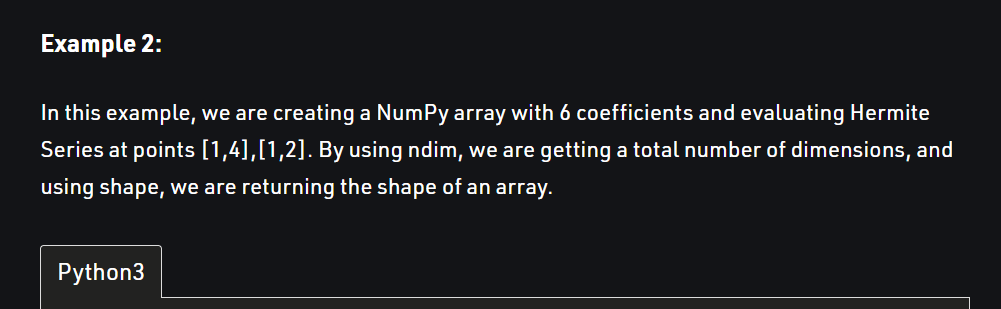 Example 2:
In this example, we are creating a NumPy array with 6 coefficients and evaluating Hermite
Series at points [1,4],[1,2]. By using ndim, we are getting a total number of dimensions, and
using shape, we are returning the shape of an array.
Python3